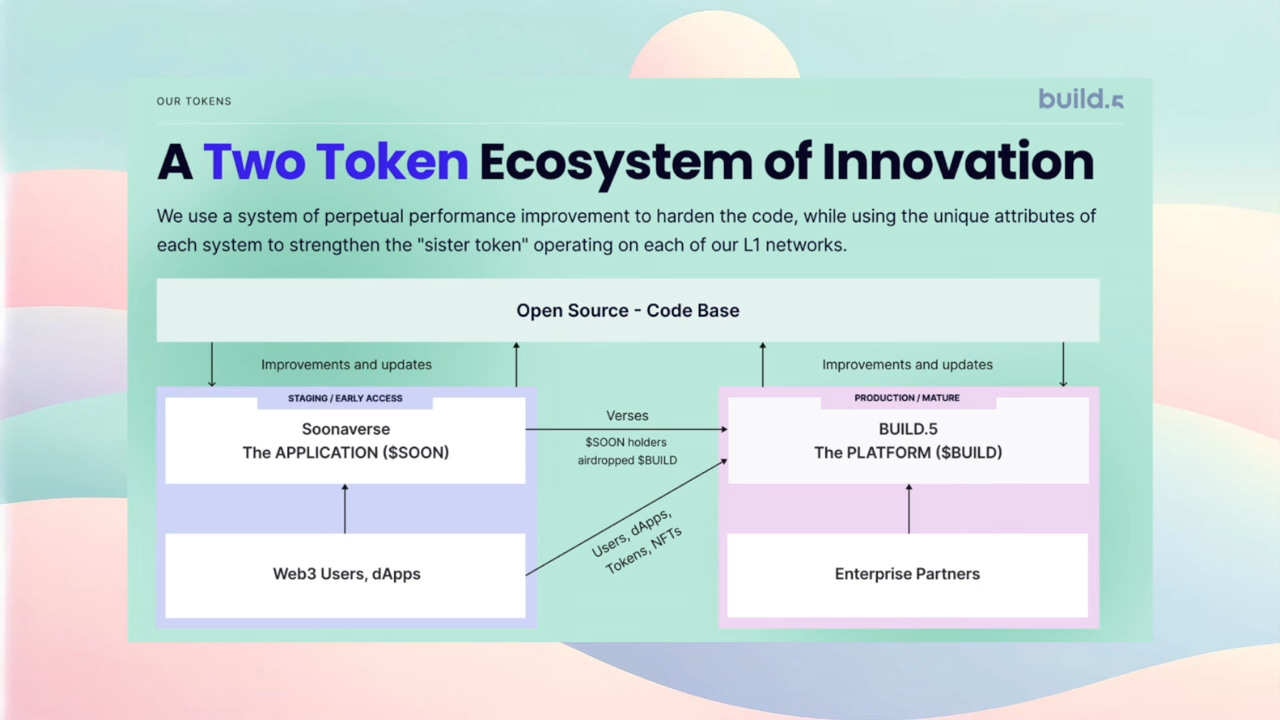 OUR TOKENS
build.5
A Two Token Ecosystem of Innovation
We use a system of perpetual performance improvement to harden the code, while using the unique attributes of
each system to strengthen the "sister token" operating on each of our L1 networks.
Open Source - Code Base
Improvements and updates
Improvements and updates
STAGING / EARLY ACCESS
Soonaverse
The APPLICATION ($SOON)
Verses
$SOON holders
airdropped $BUILD
PRODUCTION / MATURE
BUILD.5
The PLATFORM ($BUILD)
Users, dApps,
Tokens, NFTs
Web3 Users, dApps
Enterprise Partners